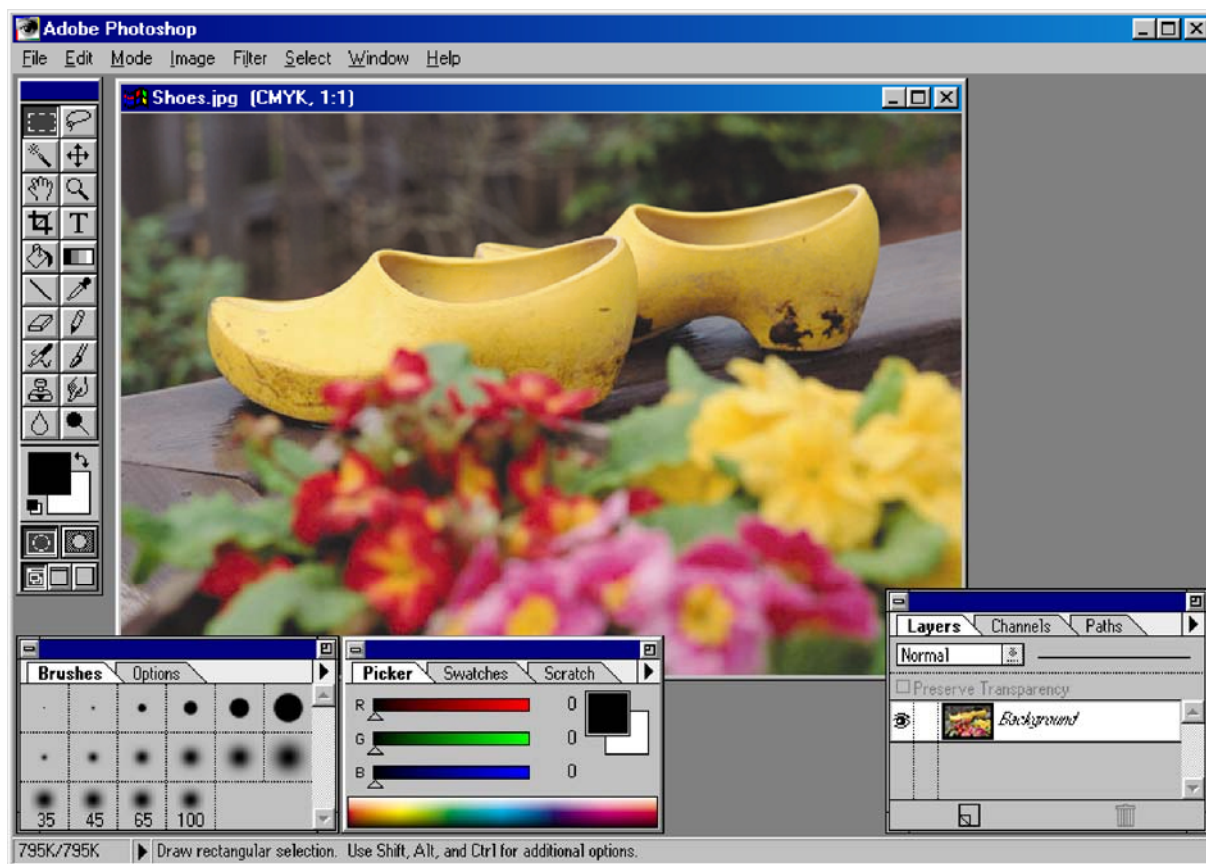 Adobe Photoshop
File Edit Mode Image Filter Select Window Help
Shoes.jpg (CMYK, 1:1)
T
Brushes Options
35 45 65 100
Picker Swatches Scratch
R 0
G 0
B 0
Layers Channels Paths
Normal
Preserve Transparency
Background
795K/795K Draw rectangular selection. Use Shift, Alt, and Ctrl for additional options.